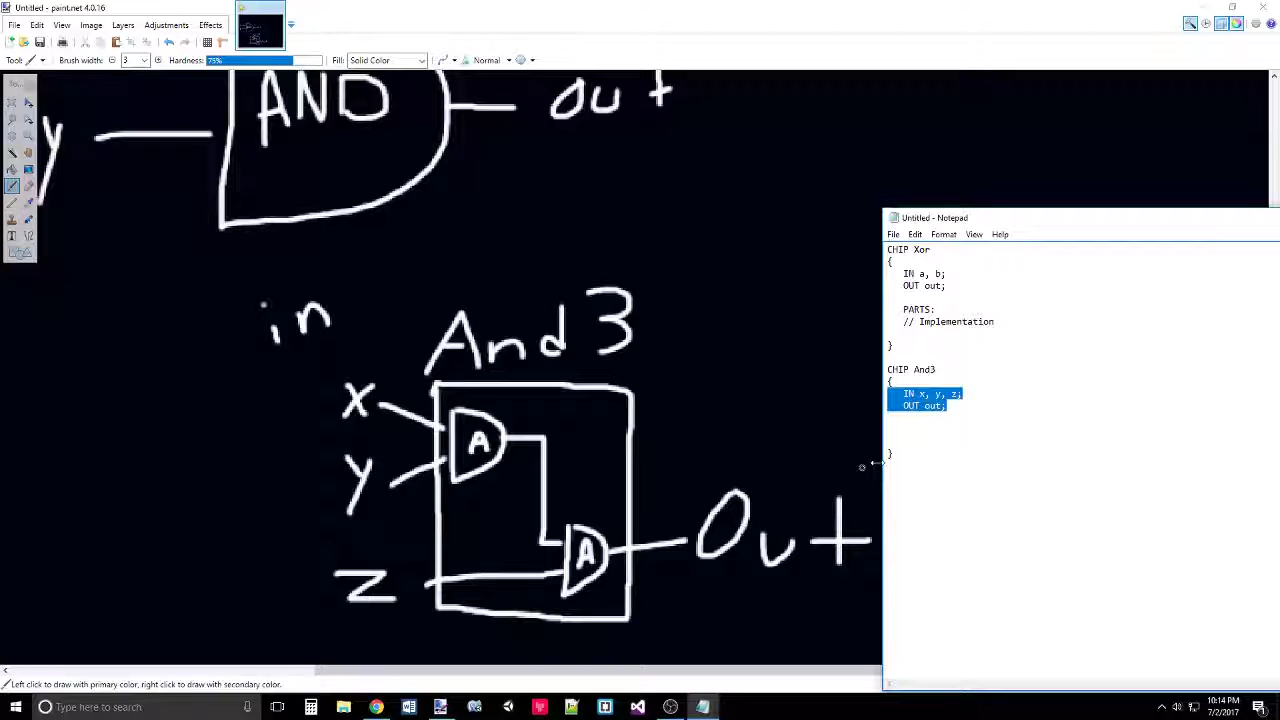 Untitled - paint.net 4.0.16
File Edit View Image Layers Adjustments Effects
Tool: Brush width: 3 Hardness: 75% Fill: Solid Color Normal
AND
y
out
in
And3
x
A
y
A
Out
z
Untitled - Notepad
File Edit Format View Help
CHIP Xor
{
IN a, b;
OUT out;
PARTS:
// Implementation
}
CHIP And3
{
IN x, y, z;
OUT out;
}
Left click to draw with primary color, right click to draw with secondary color.
Type here to search
10:14 PM
7/2/2017